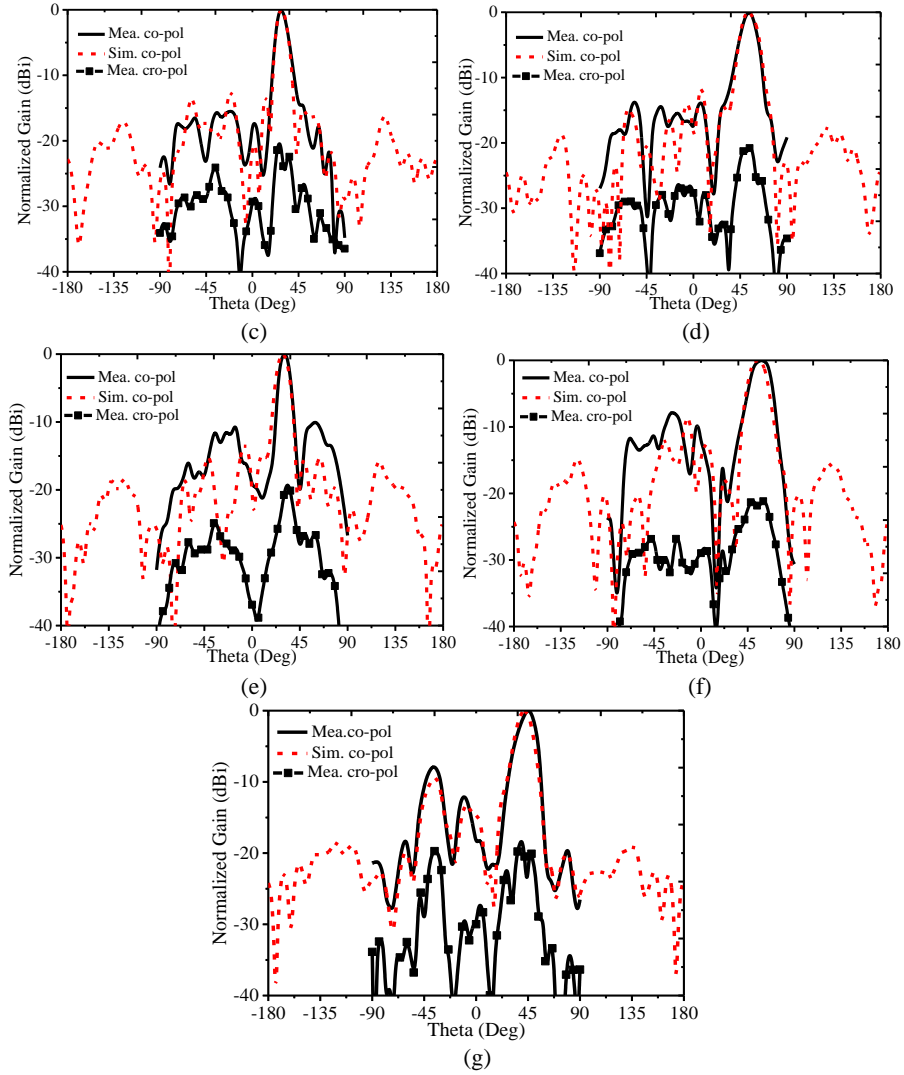 0
-10
-20
-30
-40
Normalized Gain (dBi)
Mea. co-pol
Sim. co-pol
Mea. cro-pol
-180 -135 -90 -45 0 45 90 135 180
Theta (Deg)
(c)
0
-10
-20
-30
-40
Normalized Gain (dBi)
Mea. co-pol
Sim. co-pol
Mea. cro-pol
-180 -135 -90 -45 0 45 90 135 180
Theta (Deg)
(d)
0
-10
-20
-30
-40
Normalized Gain (dBi)
Mea. co-pol
Sim. co-pol
Mea. cro-pol
-180 -135 -90 -45 0 45 90 135 180
Theta (Deg)
(e)
0
-10
-20
-30
-40
Normalized Gain (dBi)
Mea. co-pol
Sim. co-pol
Mea. cro-pol
-180 -135 -90 -45 0 45 90 135 180
Theta (Deg)
(f)
0
-10
-20
-30
-40
Normalized Gain (dBi)
Mea.co-pol
Sim. co-pol
Mea. cro-pol
-180 -135 -90 -45 0 45 90 135 180
Theta (Deg)
(g)